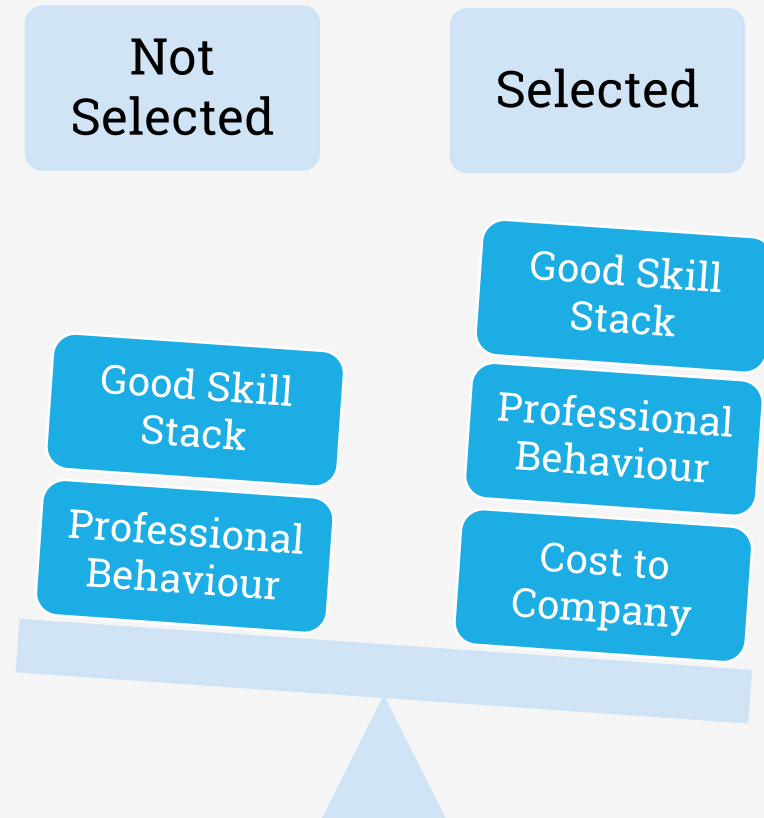 Not
Selected
Selected
Good Skill
Stack
Professional
Behaviour
Good Skill
Stack
Professional
Behaviour
Cost to
Company